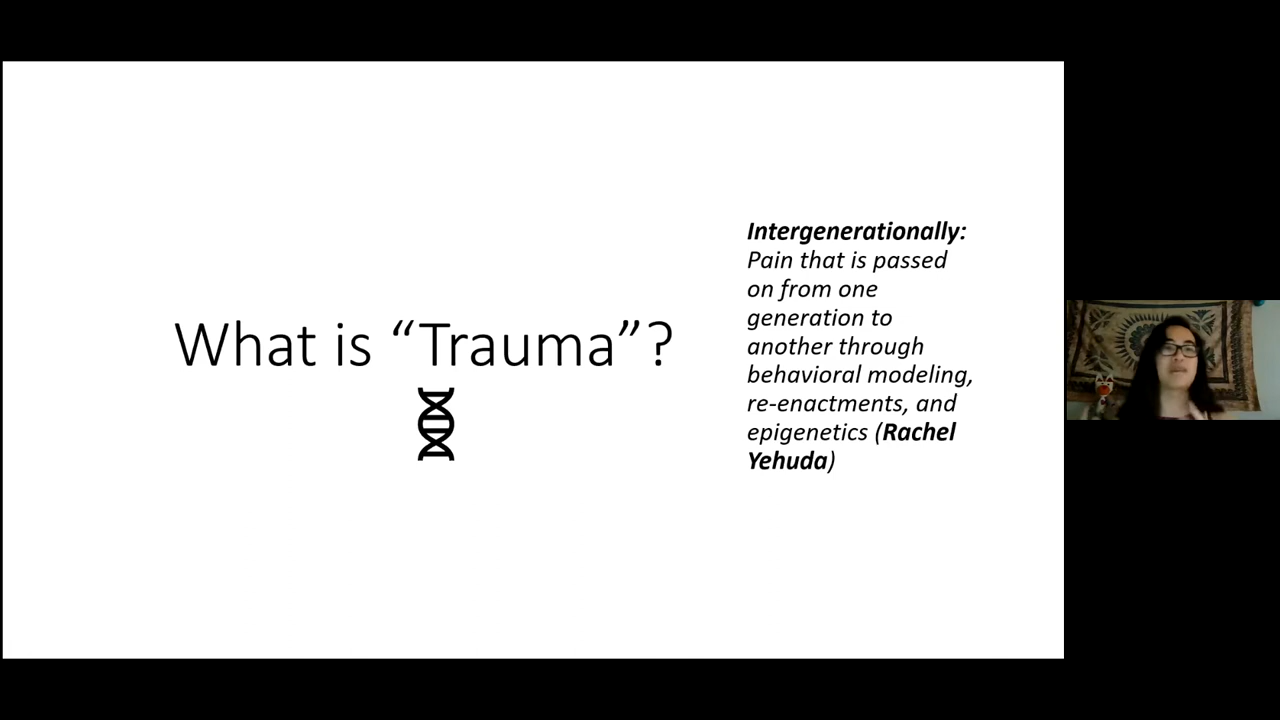 What is “Trauma”?
Intergenerationally:
Pain that is passed
on from one
generation to
another through
behavioral modeling,
re-enactments, and
epigenetics (Rachel
Yehuda)